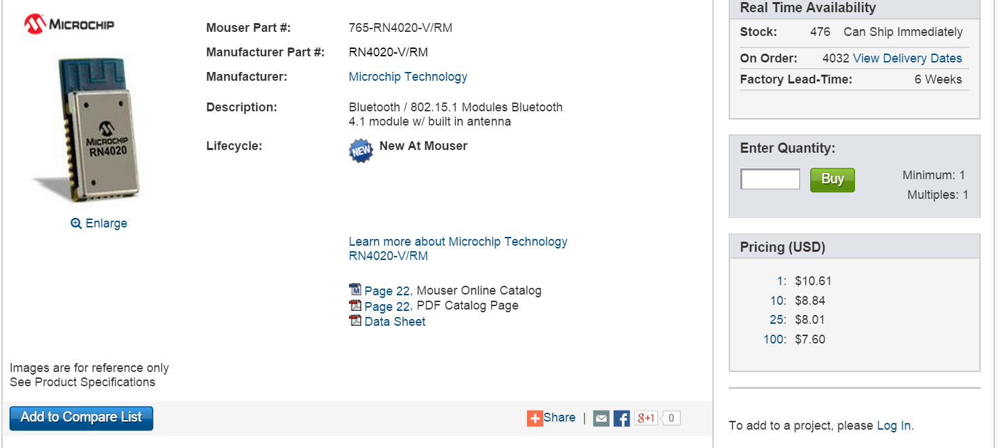 MICROCHIP
MICROCHIP
RN4020
Enlarge
Mouser Part #: 765-RN4020-V/RM
Manufacturer Part #: RN4020-V/RM
Manufacturer: Microchip Technology
Description: Bluetooth / 802.15.1 Modules Bluetooth
4.1 module w/ built in antenna
Lifecycle: NEW New At Mouser
Learn more about Microchip Technology
RN4020-V/RM
Page 22, Mouser Online Catalog
Page 22, PDF Catalog Page
Data Sheet
Images are for reference only
See Product Specifications
Add to Compare List
Share | g+1 0
Real Time Availability
Stock: 476 Can Ship Immediately
On Order: 4032 View Delivery Dates
Factory Lead-Time: 6 Weeks
Enter Quantity:
Buy
Minimum: 1
Multiples: 1
Pricing (USD)
1: $10.61
10: $8.84
25: $8.01
100: $7.60
To add to a project, please Log In.